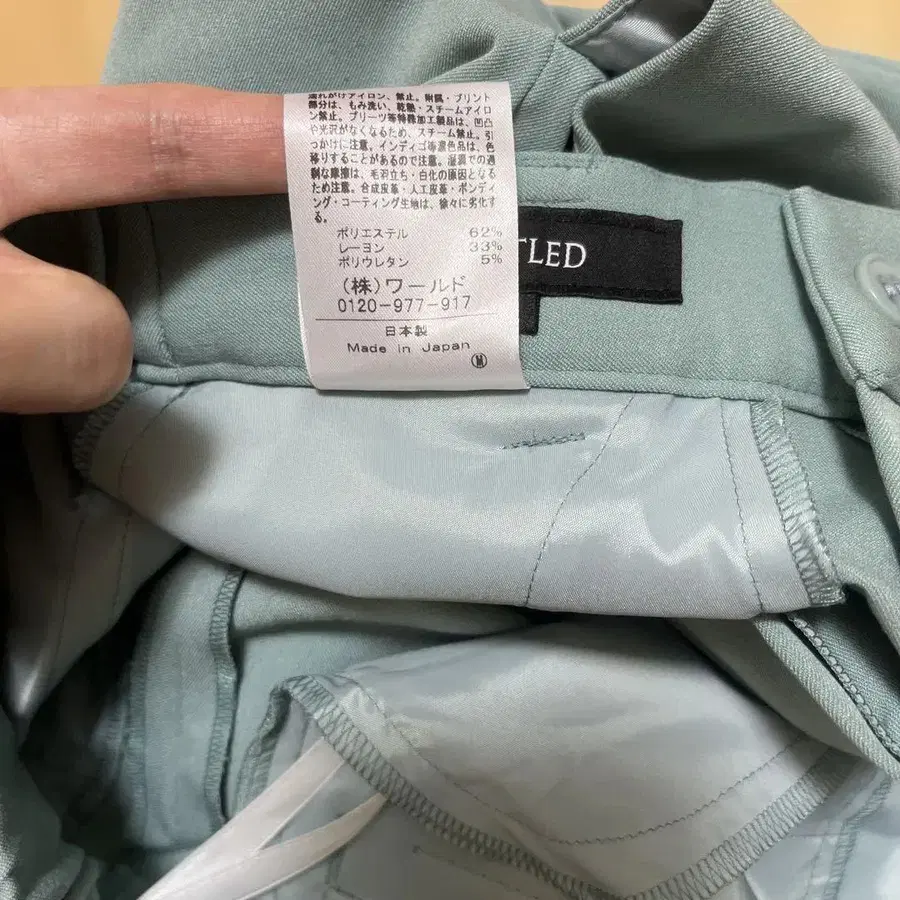 濡れがけアイロン、禁止。附属・プリント
部分は、もみ洗い、乾熱・スチームアイロ
ン禁止。プリーツ等特殊加工製品は、凹凸
や光沢がなくなるため、スチーム禁止。引
っかけに注意。インディゴ等濃色品は、色
移りすることがあるので注意。湿潤での過
剰な摩擦は、毛羽立ち・白化の原因となる
ため注意。合成皮革・人工皮革・ボンディ
ング・コーティング生地は、徐々に劣化す
る。
ポリエステル 62%
レーヨン 33%
ポリウレタン 5%
(株)ワールド
0120-977-917
日本製
Made in Japan
Ⓜ
TLED